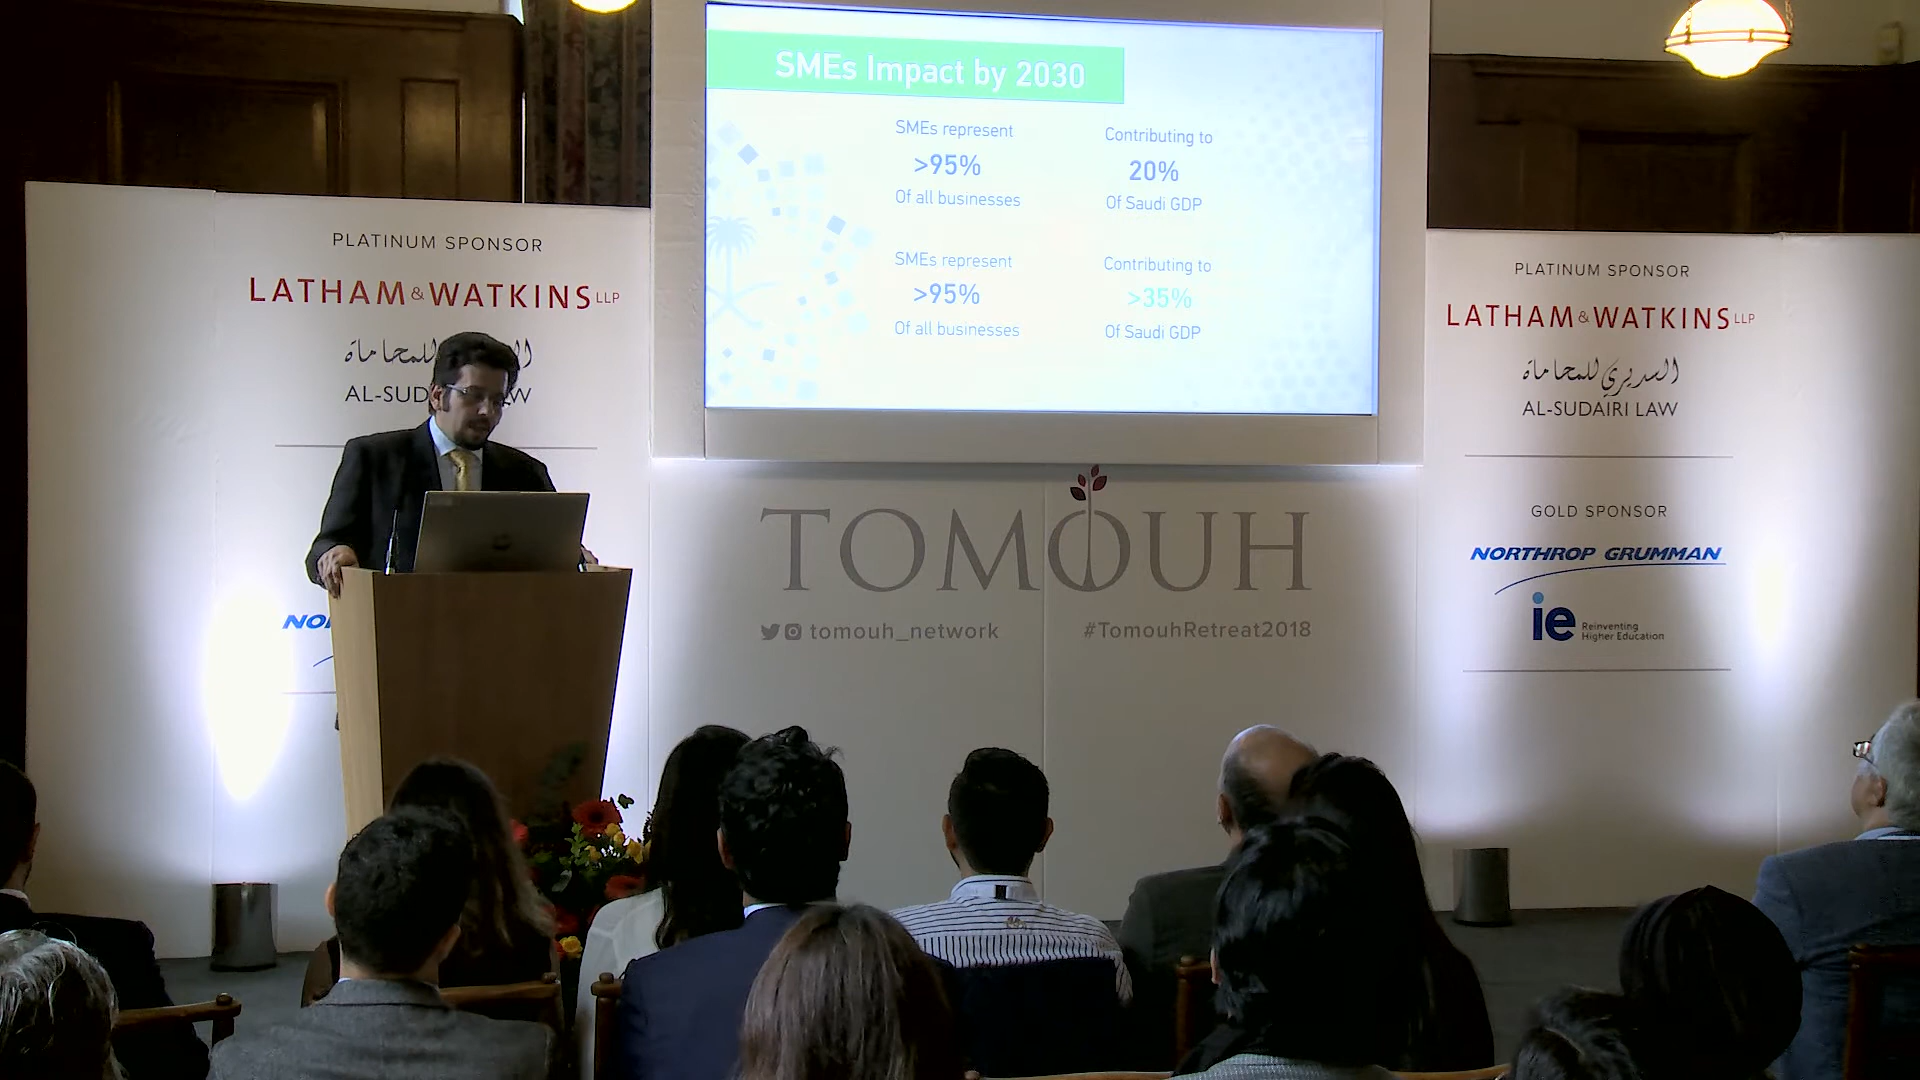 SMEs Impact by 2030
SMEs represent
>95%
Of all businesses
Contributing to
20%
Of Saudi GDP
SMEs represent
>95%
Of all businesses
Contributing to
>35%
Of Saudi GDP
PLATINUM SPONSOR
LATHAM & WATKINS LLP
للمحاماة
AL-SUD
W
NO
TOMOUH
tomouh_network
#TomouhRetreat2018
PLATINUM SPONSOR
LATHAM & WATKINS LLP
السديري للمحاماة
AL-SUDAIRI LAW
GOLD SPONSOR
NORTHROP GRUMMAN
ie Reinventing
Higher Education